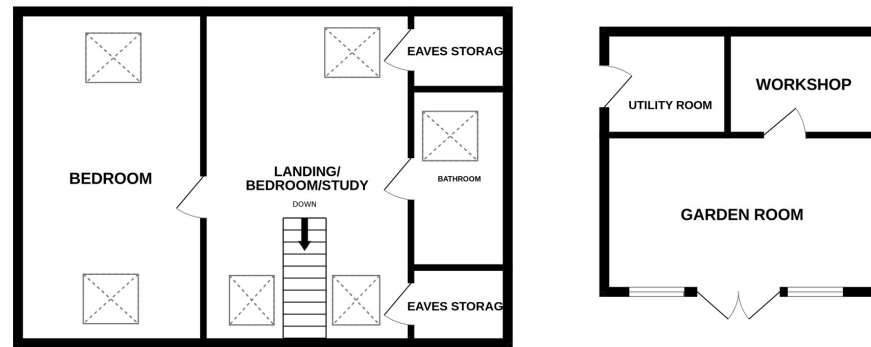 EAVES STORAG
BEDROOM
LANDING/
BEDROOM/STUDY
DOWN
BATHROOM
EAVES STORAG
UTILITY ROOM
WORKSHOP
GARDEN ROOM